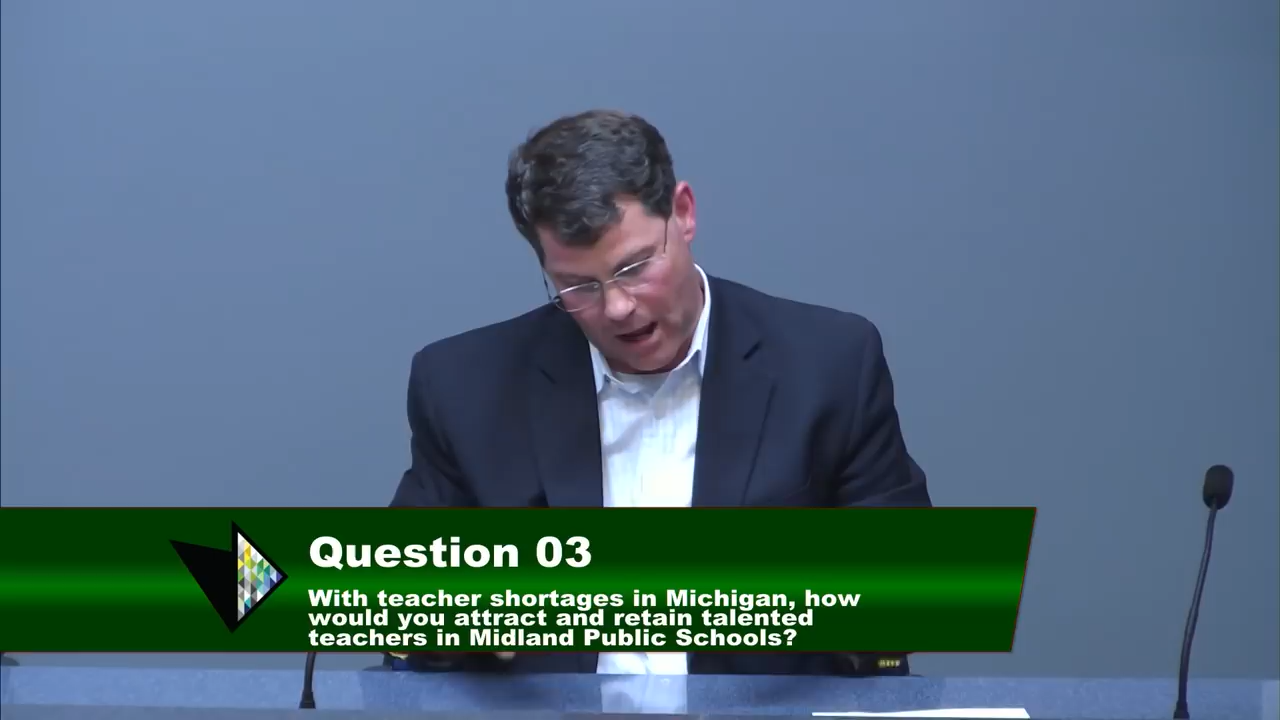 Question 03
With teacher shortages in Michigan, how
would you attract and retain talented
teachers in Midland Public Schools?